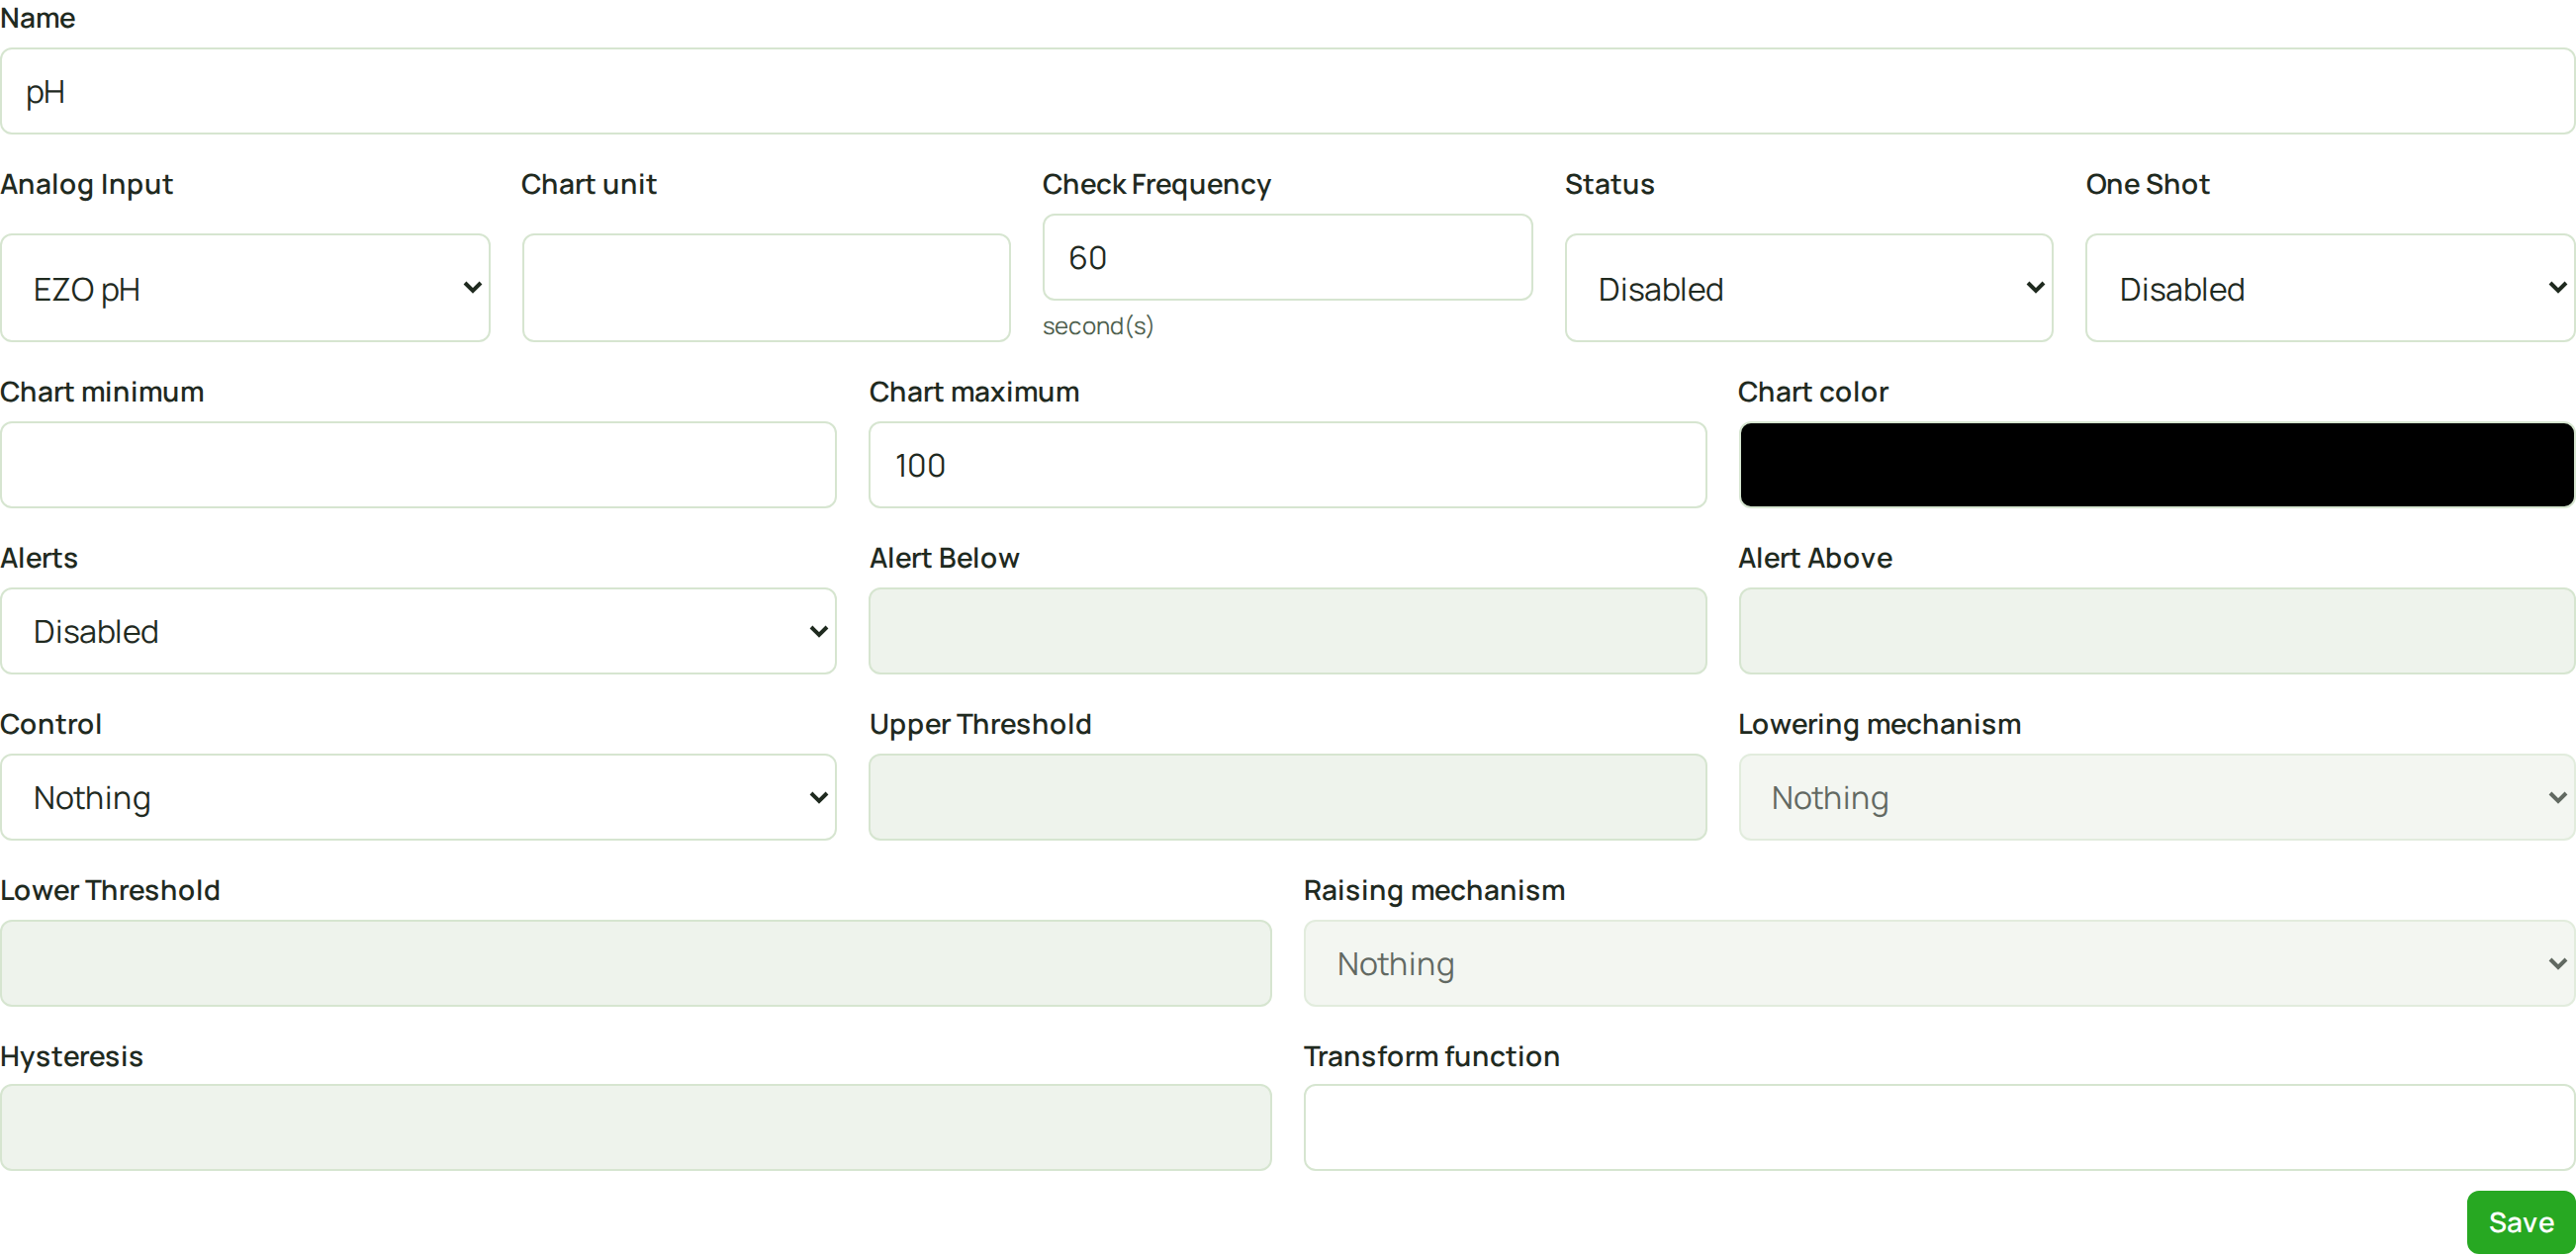 Name
pH
Analog Input Chart unit Check Frequency Status One Shot
EZO pH 60 Disabled Disabled
second(s)
Chart minimum Chart maximum Chart color
100
Alerts Alert Below Alert Above
Disabled
Control Upper Threshold Lowering mechanism
Nothing Nothing
Lower Threshold Raising mechanism
Nothing
Hysteresis Transform function
Save